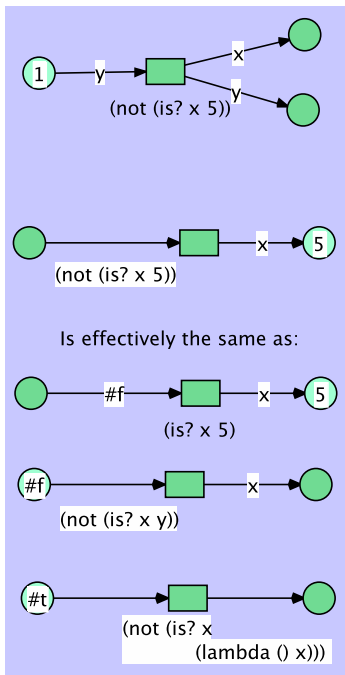 x
1
y
y
(not (is? x 5))
x
5
(not (is? x 5))
Is effectively the same as:
#f
x
5
(is? x 5)
#f
x
(not (is? x y))
#t
(not (is? x
(lambda () x)))